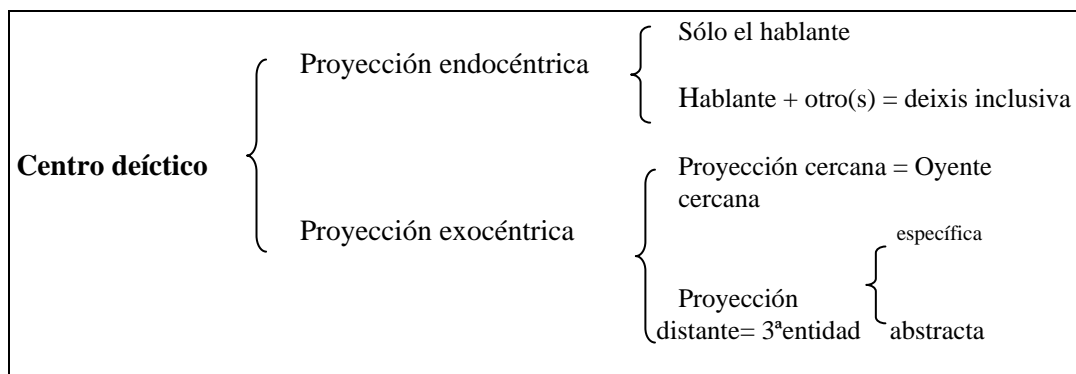 Sólo el hablante
Proyección endocéntrica
Hablante + otro(s) = deixis inclusiva
Centro deíctico
Proyección cercana = Oyente
cercana
Proyección exocéntrica
específica
Proyección
distante= 3ªentidad
abstracta